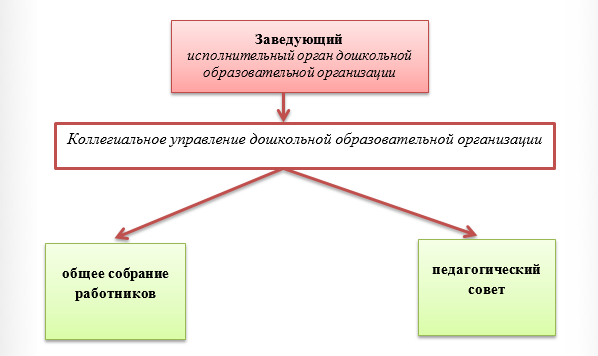 Заведующий
исполнительный орган дошкольной
образовательной организации
Коллегиальное управление дошкольной образовательной организации
общее собрание
работников
педагогический
совет